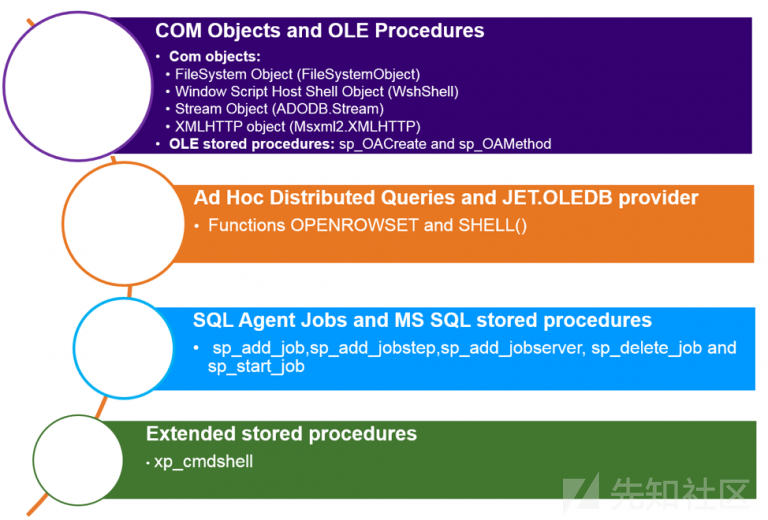 COM Objects and OLE Procedures
• Com objects:
• FileSystem Object (FileSystemObject)
• Window Script Host Shell Object (WshShell)
• Stream Object (ADODB.Stream)
• XMLHTTP object (Msxml2.XMLHTTP)
• OLE stored procedures: sp_OACreate and sp_OAMethod
Ad Hoc Distributed Queries and JET.OLEDB provider
• Functions OPENROWSET and SHELL()
SQL Agent Jobs and MS SQL stored procedures
• sp_add_job,sp_add_jobstep,sp_add_jobserver, sp_delete_job and
sp_start_job
Extended stored procedures
• xp_cmdshell
先知社区